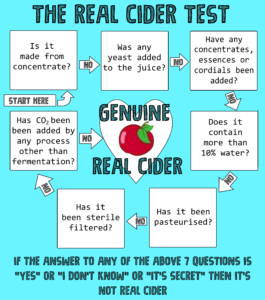 THE REAL CIDER TEST
Is it
made from
concentrate?
NO
Was any
yeast added
to the juice?
NO
Have any
concentrates,
essences or
cordials been
added?
START HERE
NO
Has CO₂ been
been added by
any process
other than
fermentation?
GENUINE
REAL CIDER
Does it
contain more
than 10% water?
NO
NO
Has it
been sterile
filtered?
NO
Has it been
pasteurised?
IF THE ANSWER TO ANY OF THE ABOVE 7 QUESTIONS IS
"YES" OR "I DON'T KNOW" OR "IT'S SECRET" THEN IT'S
NOT REAL CIDER